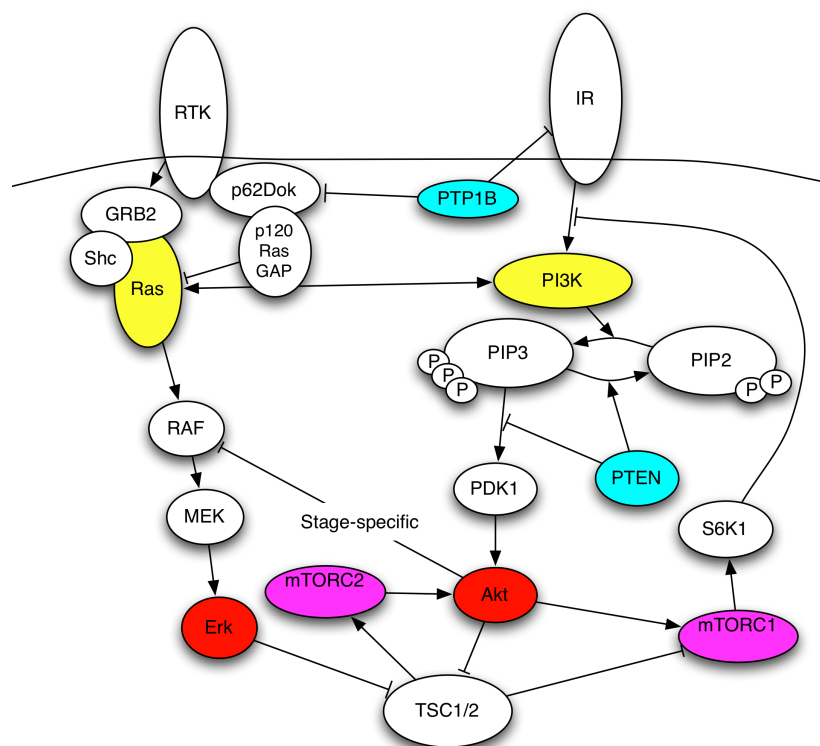 RTK
IR
p62Dok
PTP1B
GRB2
p120
Ras
GAP
Shc
Ras
PI3K
PIP3
PIP2
P
P
P
P
P
RAF
PTEN
PDK1
MEK
Stage-specific
S6K1
mTORC2
Akt
Erk
mTORC1
TSC1/2